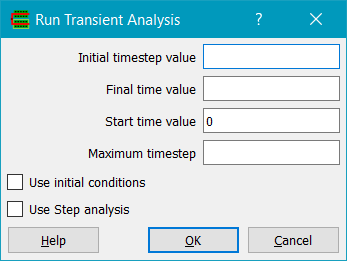 Run Transient Analysis ?
Initial timestep value
Final time value
Start time value 0
Maximum timestep
Use initial conditions
Use Step analysis
Help OK Cancel